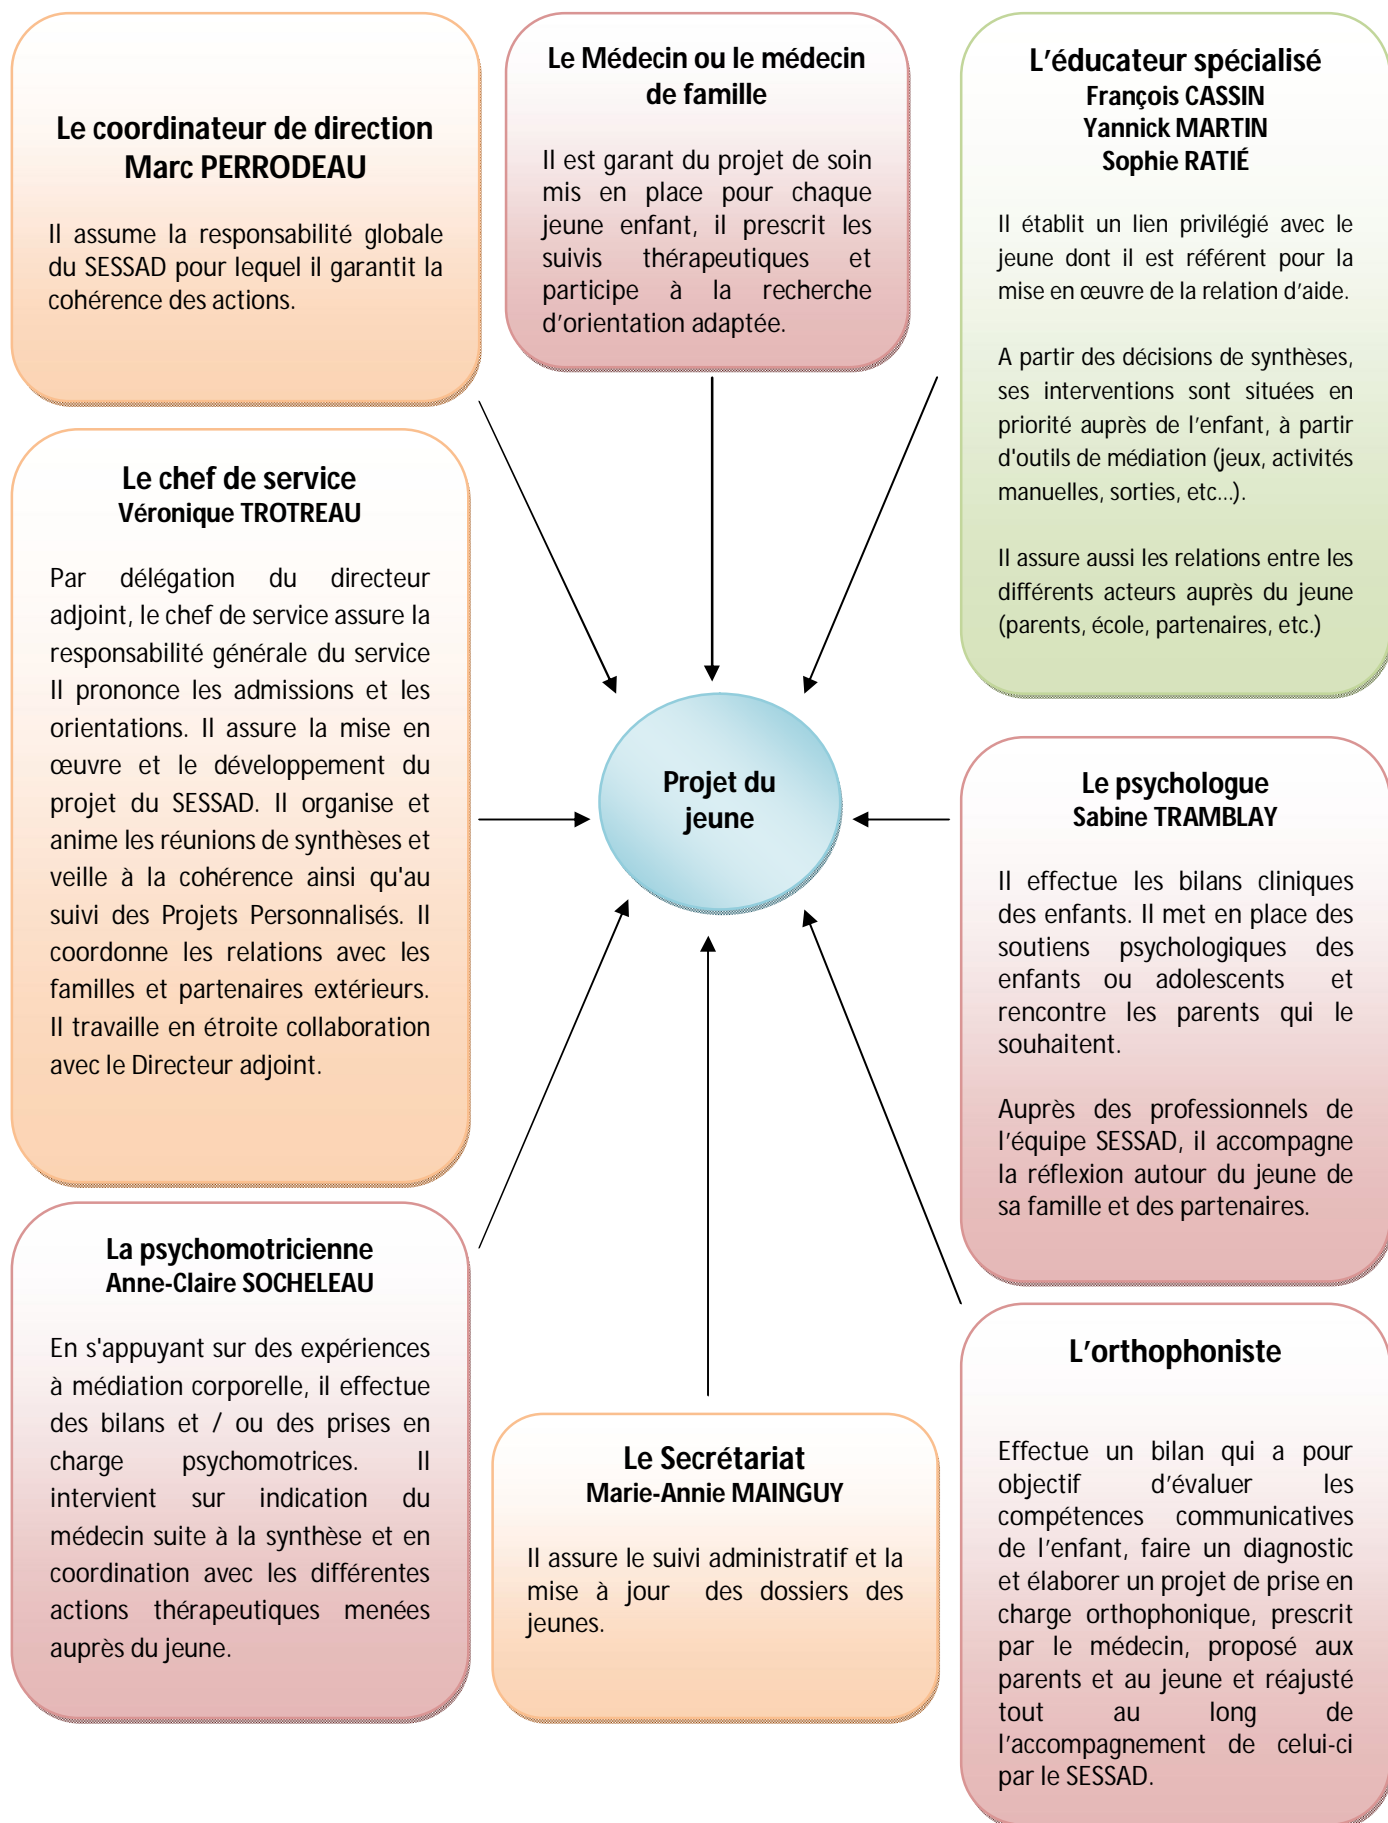 Le coordinateur de direction
Marc PERRODEAU
Il assume la responsabilité globale
du SESSAD pour lequel il garantit la
cohérence des actions.
Le Médecin ou le médecin
de famille
Il est garant du projet de soin
mis en place pour chaque
jeune enfant, il prescrit les
suivis thérapeutiques et
participe à la recherche
d’orientation adaptée.
L’éducateur spécialisé
François CASSIN
Yannick MARTIN
Sophie RATIÉ
Il établit un lien privilégié avec le
jeune dont il est référent pour la
mise en œuvre de la relation d’aide.
A partir des décisions de synthèses,
ses interventions sont situées en
priorité auprès de l’enfant, à partir
d'outils de médiation (jeux, activités
manuelles, sorties, etc...).
Il assure aussi les relations entre les
différents acteurs auprès du jeune
(parents, école, partenaires, etc.)
Le chef de service
Véronique TROTREAU
Par délégation du directeur
adjoint, le chef de service assure la
responsabilité générale du service
Il prononce les admissions et les
orientations. Il assure la mise en
œuvre et le développement du
projet du SESSAD. Il organise et
anime les réunions de synthèses et
veille à la cohérence ainsi qu'au
suivi des Projets Personnalisés. Il
coordonne les relations avec les
familles et partenaires extérieurs.
Il travaille en étroite collaboration
avec le Directeur adjoint.
Projet du
jeune
Le psychologue
Sabine TRAMBLAY
Il effectue les bilans cliniques
des enfants. Il met en place des
soutiens psychologiques des
enfants ou adolescents et
rencontre les parents qui le
souhaitent.
Auprès des professionnels de
l’équipe SESSAD, il accompagne
la réflexion autour du jeune de
sa famille et des partenaires.
La psychomotricienne
Anne-Claire SOCHELEAU
En s'appuyant sur des expériences
à médiation corporelle, il effectue
des bilans et / ou des prises en
charge psychomotrices. Il
intervient sur indication du
médecin suite à la synthèse et en
coordination avec les différentes
actions thérapeutiques menées
auprès du jeune.
Le Secrétariat
Marie-Annie MAINGUY
Il assure le suivi administratif et la
mise à jour des dossiers des
jeunes.
L’orthophoniste
Effectue un bilan qui a pour
objectif d’évaluer les
compétences communicatives
de l’enfant, faire un diagnostic
et élaborer un projet de prise en
charge orthophonique, prescrit
par le médecin, proposé aux
parents et au jeune et réajusté
tout au long de
l’accompagnement de celui-ci
par le SESSAD.